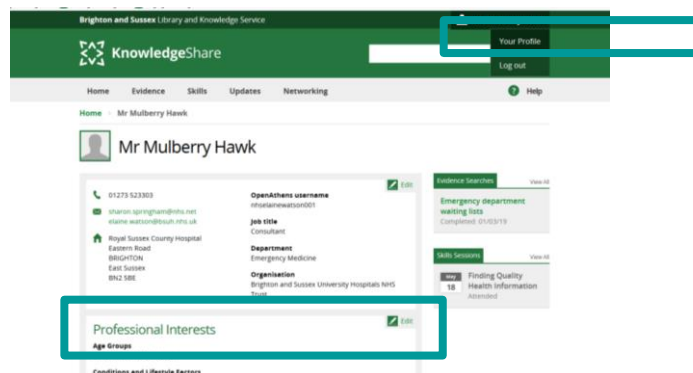 Brighton and Sussex Library and Knowledge Service
Your Profile
KnowledgeShare
Log out
Home Evidence Skills Updates Networking Help
Home Mr Mulberry Hawk
Mr Mulberry Hawk
Edit
01273 523303
sharon.springham@nhs.net
elaine.watson@bsuh.nhs.uk
Royal Sussex County Hospital
Eastern Road
BRIGHTON
East Sussex
BN2 5BE
OpenAthens username
nhselainewatson001
Job title
Consultant
Department
Emergency Medicine
Organisation
Brighton and Sussex University Hospitals NHS
Trust
Evidence Searches View All
Emergency department
waiting lists
Completed: 01/03/19
Skills Sessions View All
May
18
Finding Quality
Health Information
Attended
Professional Interests
Edit
Age Groups
Conditions and Lifestyle Factors